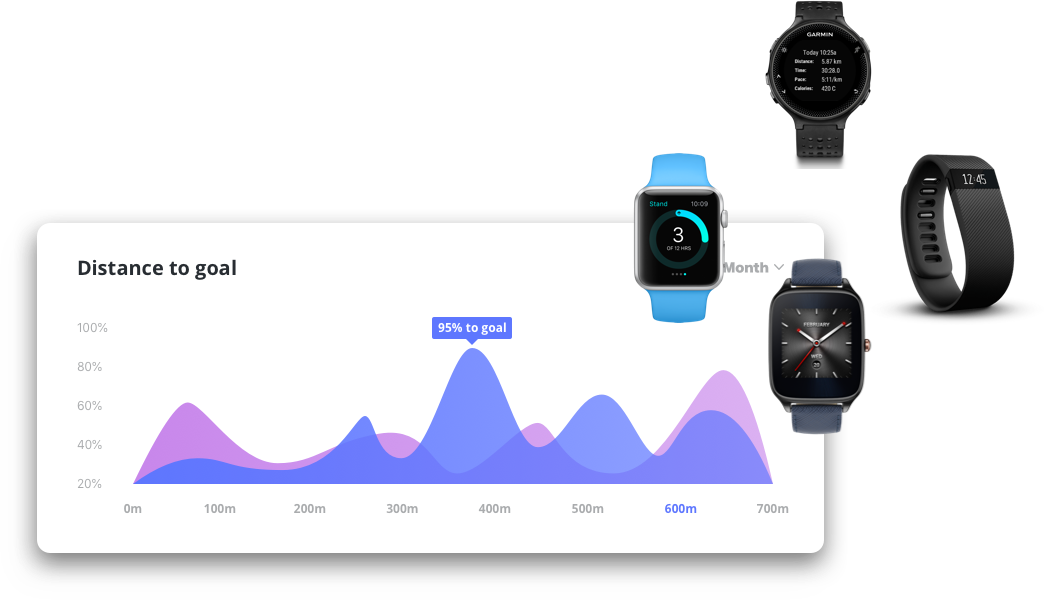 GARMIN
Today 10:25a
Distance: 5.87 km
Time: 30:28.0
Pace: 5:11/km
Calories: 420 C
12:45
Stand 10:09
3
OF 12 HRS
Distance to goal
Month
FEBRUARY
WED
100%
95% to goal
80%
60%
40%
20%
0m 100m 200m 300m 400m 500m 600m 700m